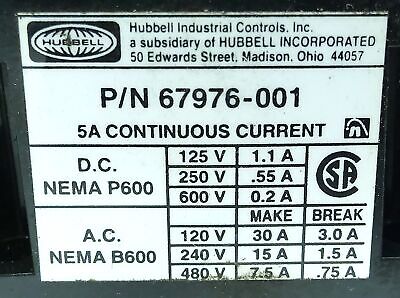 HUBBELL
Hubbell Industrial Controls, Inc.
a subsidiary of HUBBELL INCORPORATED
50 Edwards Street, Madison, Ohio 44057
P/N 67976-001
5A CONTINUOUS CURRENT
D.C.
NEMA P600
125 V 1.1 A
250 V .55 A
600 V 0.2 A
CSA
A.C.
NEMA B600
MAKE BREAK
120 V 30 A 3.0 A
240 V 15 A 1.5 A
480 V 7.5 A .75 A